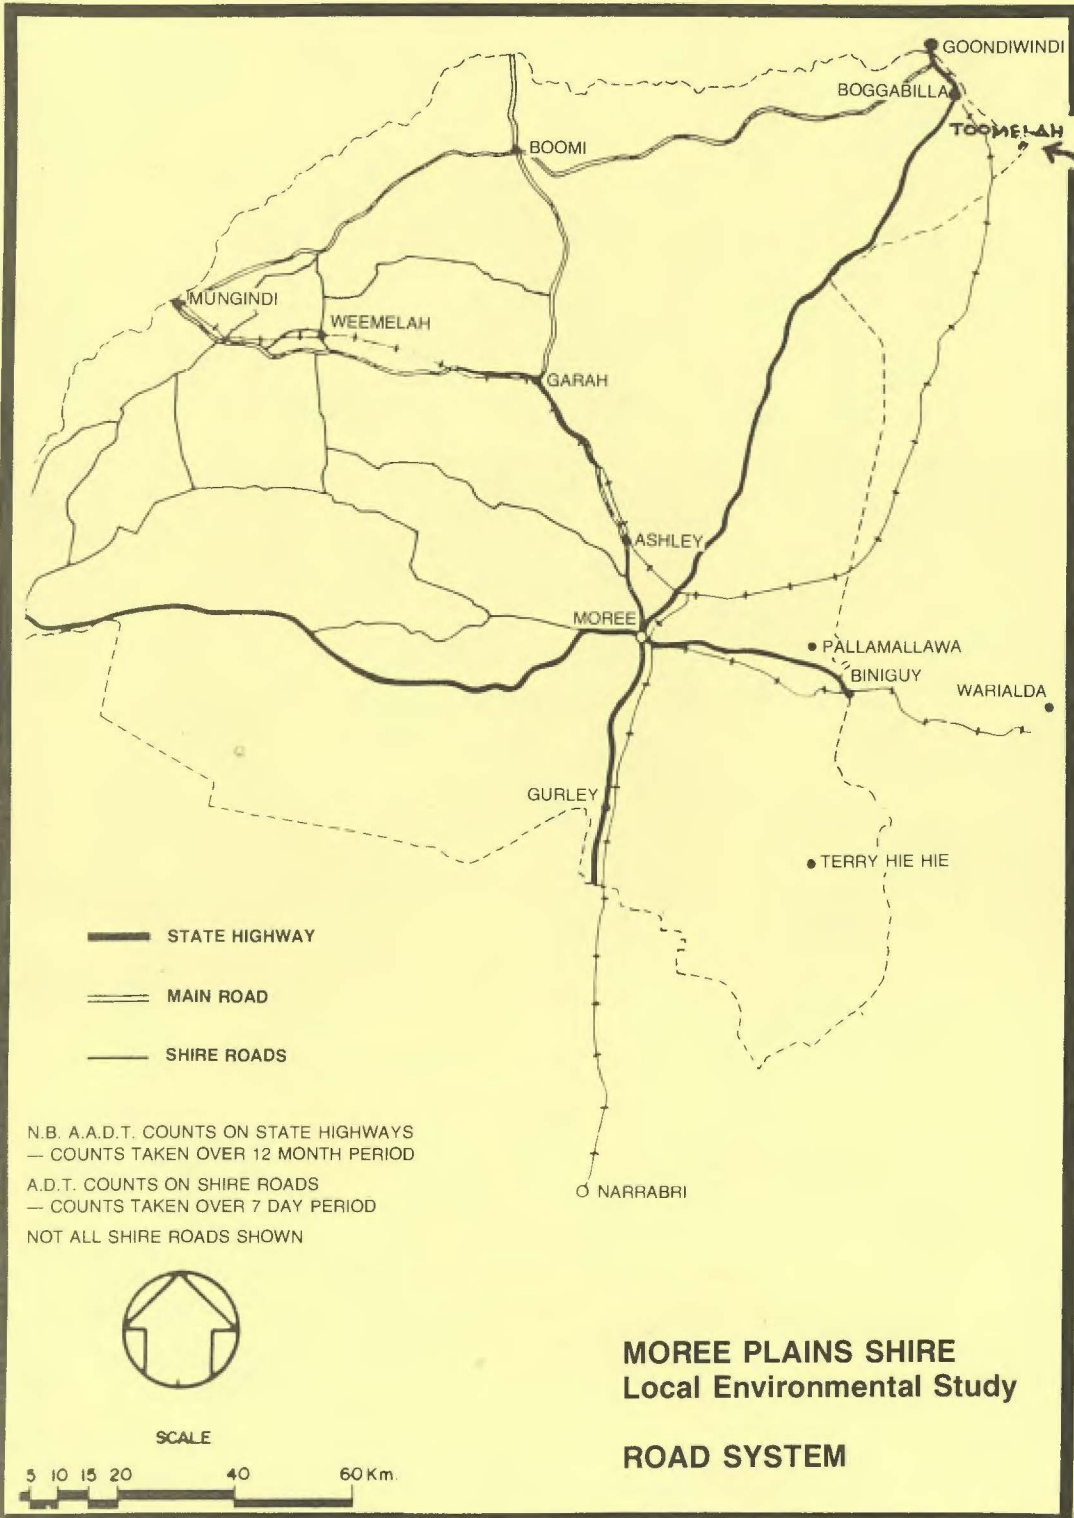 GOONDIWINDI
BOGGABILLA
TOOMELAH
BOOMI
MUNGINDI
WEEMELAH
GARAH
ASHLEY
MOREE
PALLAMALLAWA
BINIGUY
WARIALDA
GURLEY
TERRY HIE HIE
STATE HIGHWAY
MAIN ROAD
SHIRE ROADS
N.B. A.A.D.T. COUNTS ON STATE HIGHWAYS
— COUNTS TAKEN OVER 12 MONTH PERIOD
A.D.T. COUNTS ON SHIRE ROADS
— COUNTS TAKEN OVER 7 DAY PERIOD
NOT ALL SHIRE ROADS SHOWN
NARRABRI
MOREE PLAINS SHIRE
Local Environmental Study
ROAD SYSTEM
SCALE
5 10 15 20 40 60 Km.